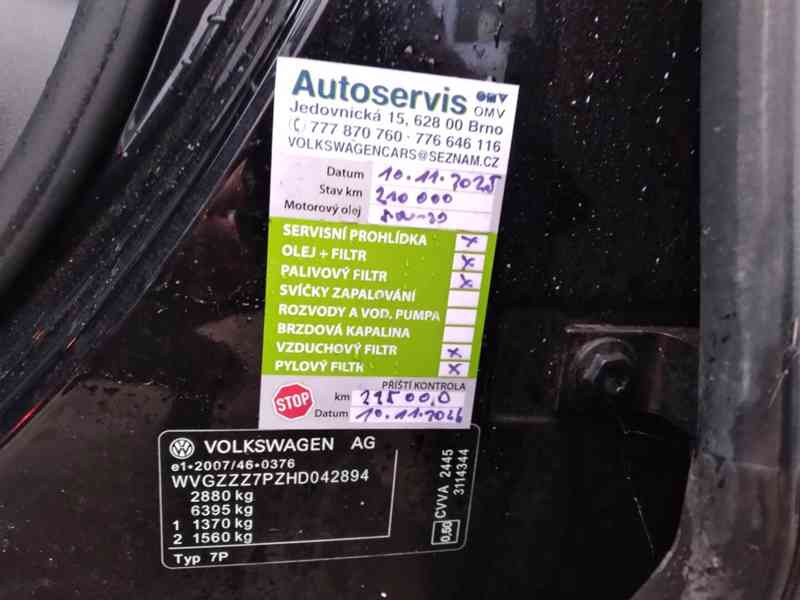 Autoservis OMV
OMV
Jedovnická 15, 628 00 Brno
777 870 760 · 776 646 116
VOLKSWAGENCARS@SEZNAM.CZ
Datum 10.11.2025
Stav km 210 000
Motorový olej
SERVISNÍ PROHLÍDKA x
OLEJ + FILTR x
PALIVOVÝ FILTR x
SVÍČKY ZAPALOVÁNÍ
ROZVODY A VOD. PUMPA
BRZDOVÁ KAPALINA
VZDUCHOVÝ FILTR x
PYLOVÝ FILTR x
PŘÍŠTÍ KONTROLA
STOP
km 225000
Datum 10.11.2026
VOLKSWAGEN AG
e1*2007/46*0376
WVGZZZ7PZHD042894
2880 kg
6395 kg
1 1370 kg
2 1560 kg
Typ 7P
0.50 CVVA 2445
3114344